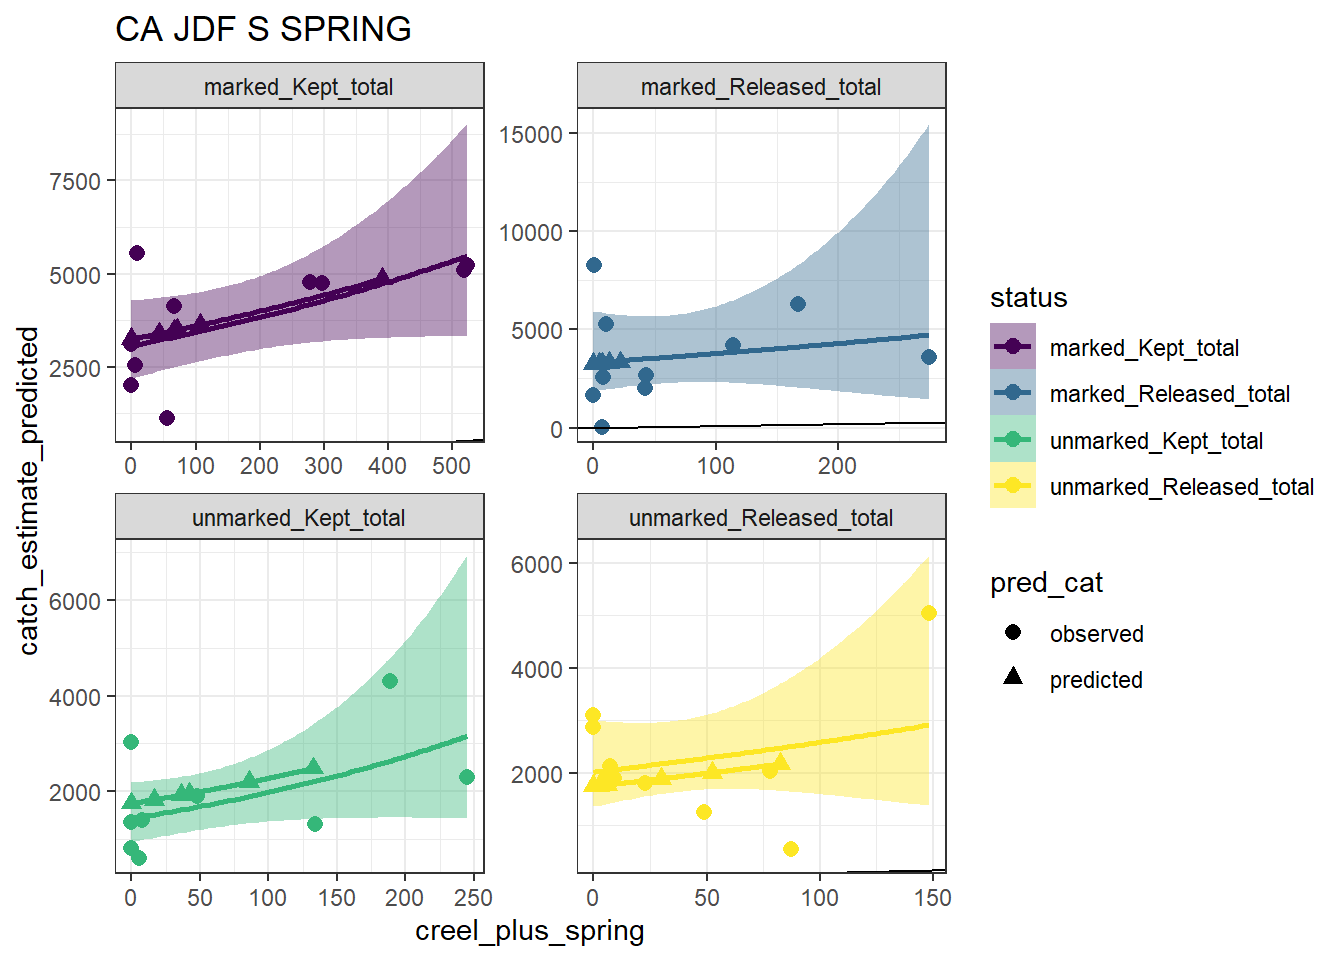 CA JDF S SPRING
marked_Kept_total
marked_Released_total
7500
5000
2500
15000
10000
5000
0
0 100 200 300 400 500
0 100 200
unmarked_Kept_total
unmarked_Released_total
6000
4000
2000
6000
4000
2000
0 50 100 150 200 250
0 50 100 150
creel_plus_spring
catch_estimate_predicted
status
marked_Kept_total
marked_Released_total
unmarked_Kept_total
unmarked_Released_total
pred_cat
observed
predicted